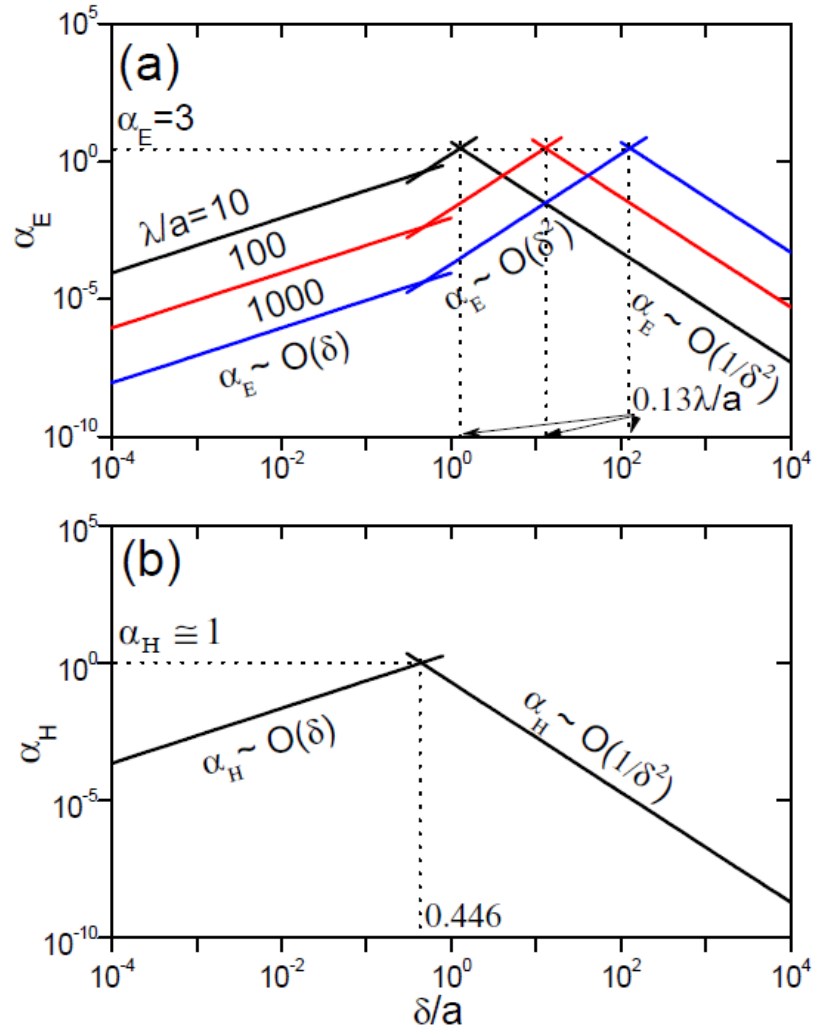 10^5
(a)
α_E=3
10^0
λ/a=10
100
1000
α_E
α_E ~ O(δ)
α_E ~ O(δ^2)
α_E ~ O(1/δ^2)
0.13λ/a
10^-5
10^-10
10^-4 10^-2 10^0 10^2 10^4
10^5
(b)
α_H ≅ 1
10^0
α_H
α_H ~ O(δ)
α_H ~ O(1/δ^2)
10^-5
0.446
10^-10
10^-4 10^-2 10^0 10^2 10^4
δ/a